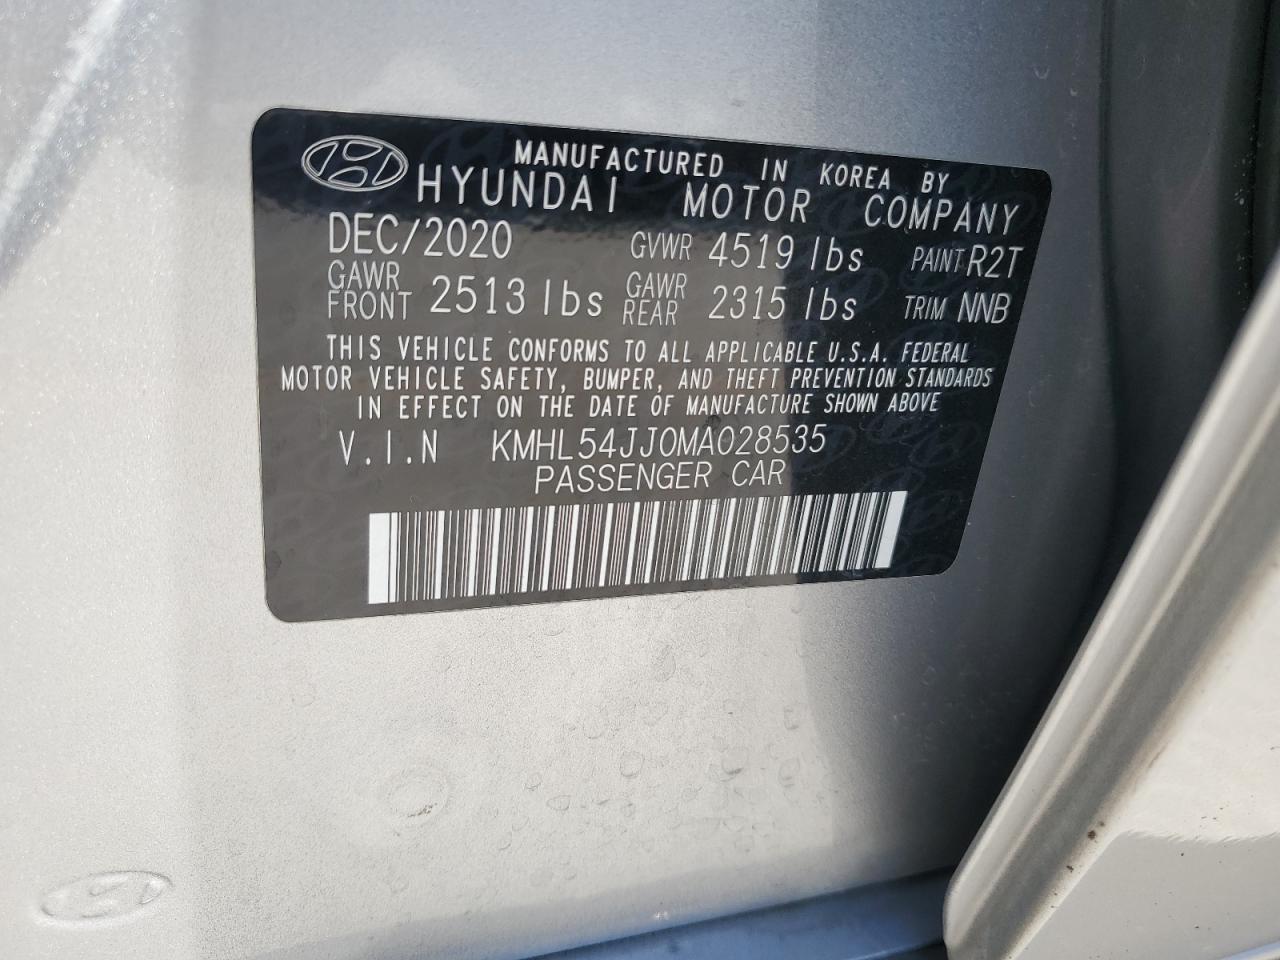 MANUFACTURED IN KOREA BY
HYUNDAI MOTOR COMPANY
DEC/2020 GVWR 4519 lbs PAINT R2T
GAWR FRONT 2513 lbs GAWR REAR 2315 lbs TRIM NNB
THIS VEHICLE CONFORMS TO ALL APPLICABLE U.S.A. FEDERAL
MOTOR VEHICLE SAFETY, BUMPER, AND THEFT PREVENTION STANDARDS
IN EFFECT ON THE DATE OF MANUFACTURE SHOWN ABOVE
V.I.N KMHL54JJ0MA028535
PASSENGER CAR